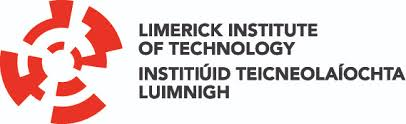 LIMERICK INSTITUTE
OF TECHNOLOGY
INSTITIÚID TEICNEOLAÍOCHTA
LUIMNIGH